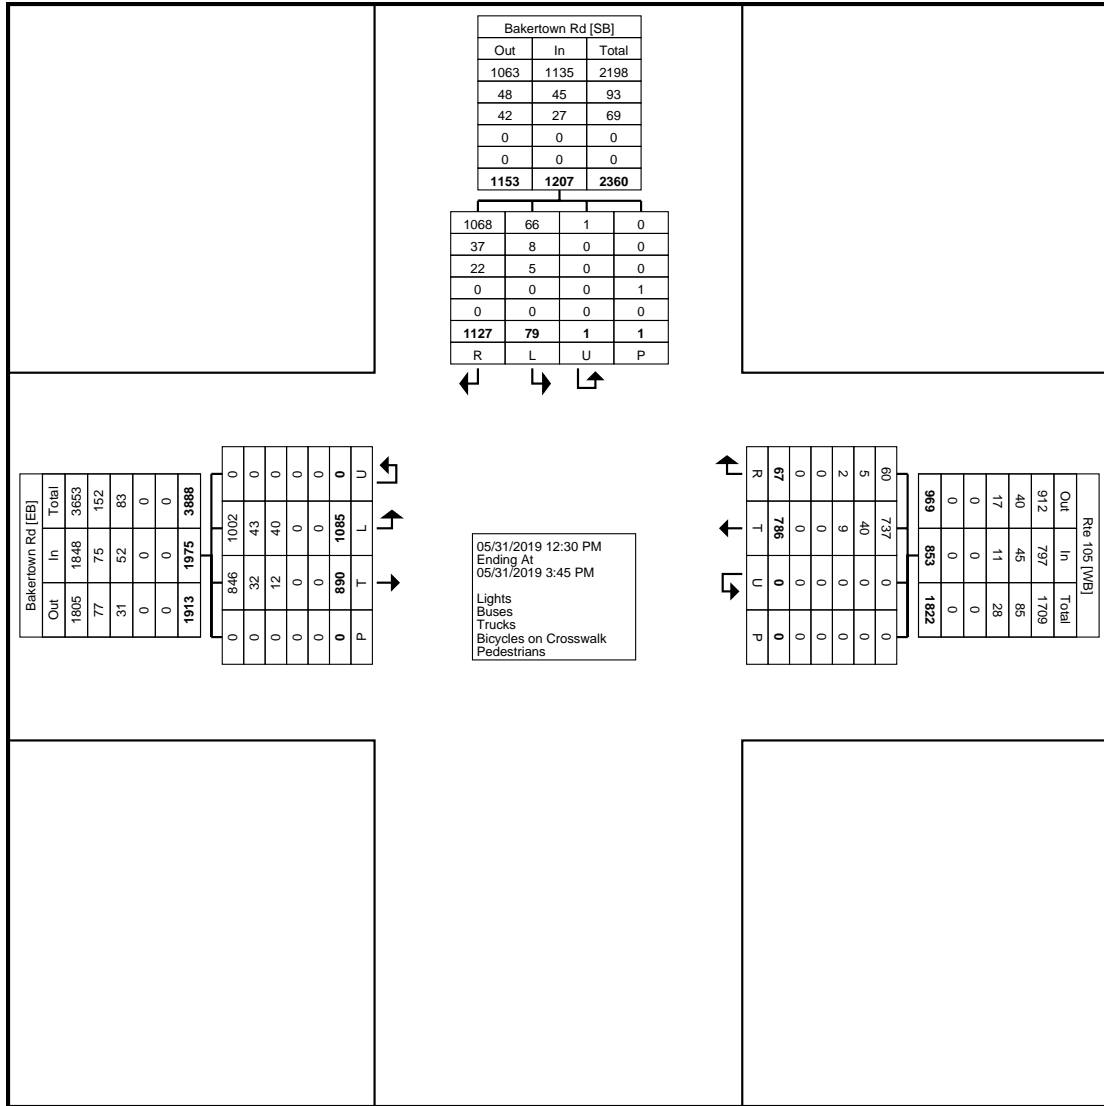 Bakertown Rd [SB]
Out In Total
1063 1135 2198
48 45 93
42 27 69
0 0 0
0 0 0
1153 1207 2360
1068 66 1 0
37 8 0 0
22 5 0 0
0 0 0 1
0 0 0 0
1127 79 1 1
R L U P
Bakertown Rd [EB]
Total In Out
3653 1848 1805
152 75 77
83 52 31
0 0 0
0 0 0
3888 1975 1913
0 1002 846 0
0 43 32 0
0 40 12 0
0 0 0 0
0 0 0 0
0 1085 890 0
U L T P
05/31/2019 12:30 PM
Ending At
05/31/2019 3:45 PM
Lights
Buses
Trucks
Bicycles on Crosswalk
Pedestrians
Rte 105 [WB]
Out In Total
912 797 1709
40 45 85
17 11 28
0 0 0
0 0 0
969 853 1822
60 737 0 0
5 40 0 0
2 9 0 0
0 0 0 0
0 0 0 0
67 786 0 0
R T U P